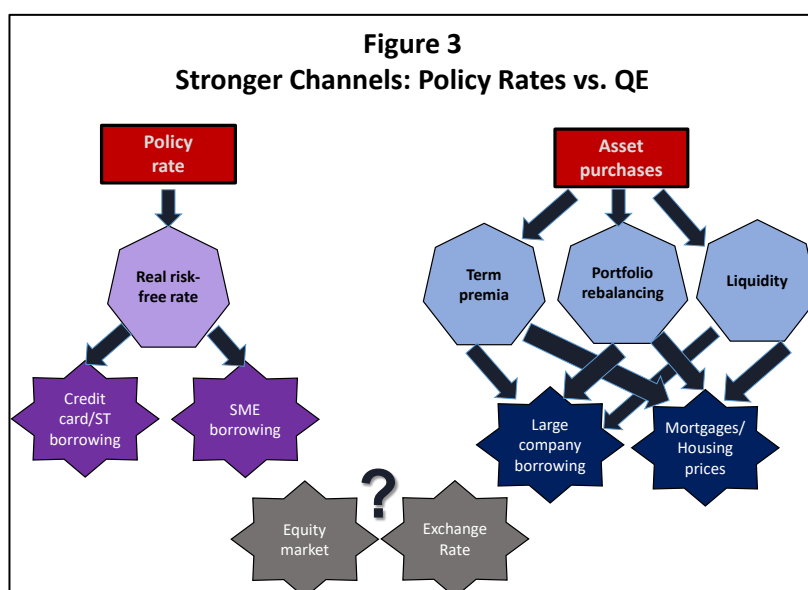 Figure 3
Stronger Channels: Policy Rates vs. QE
Policy
rate
Asset
purchases
Real risk-
free rate
Term
premia
Portfolio
rebalancing
Liquidity
Credit
card/ST
borrowing
SME
borrowing
Large
company
borrowing
Mortgages/
Housing
prices
?
Equity
market
Exchange
Rate